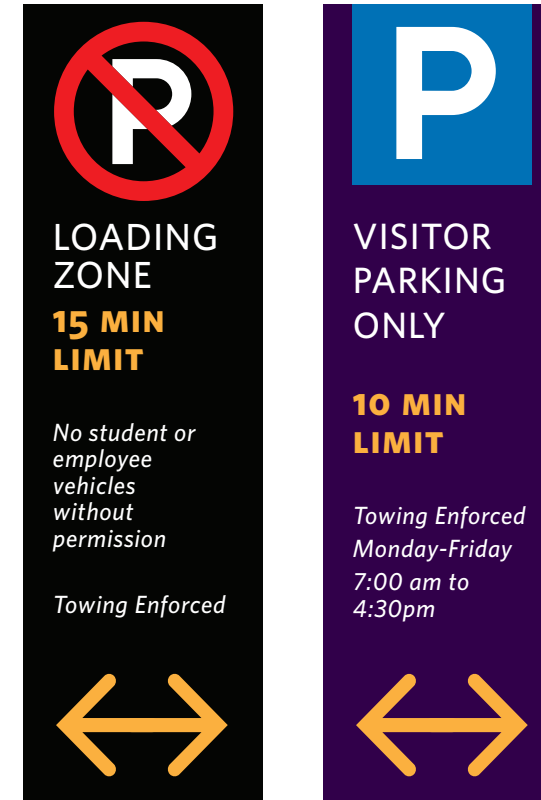 P
LOADING
ZONE
15 MIN
LIMIT
No student or
employee
vehicles
without
permission
Towing Enforced
P
VISITOR
PARKING
ONLY
10 MIN
LIMIT
Towing Enforced
Monday-Friday
7:00 am to
4:30pm